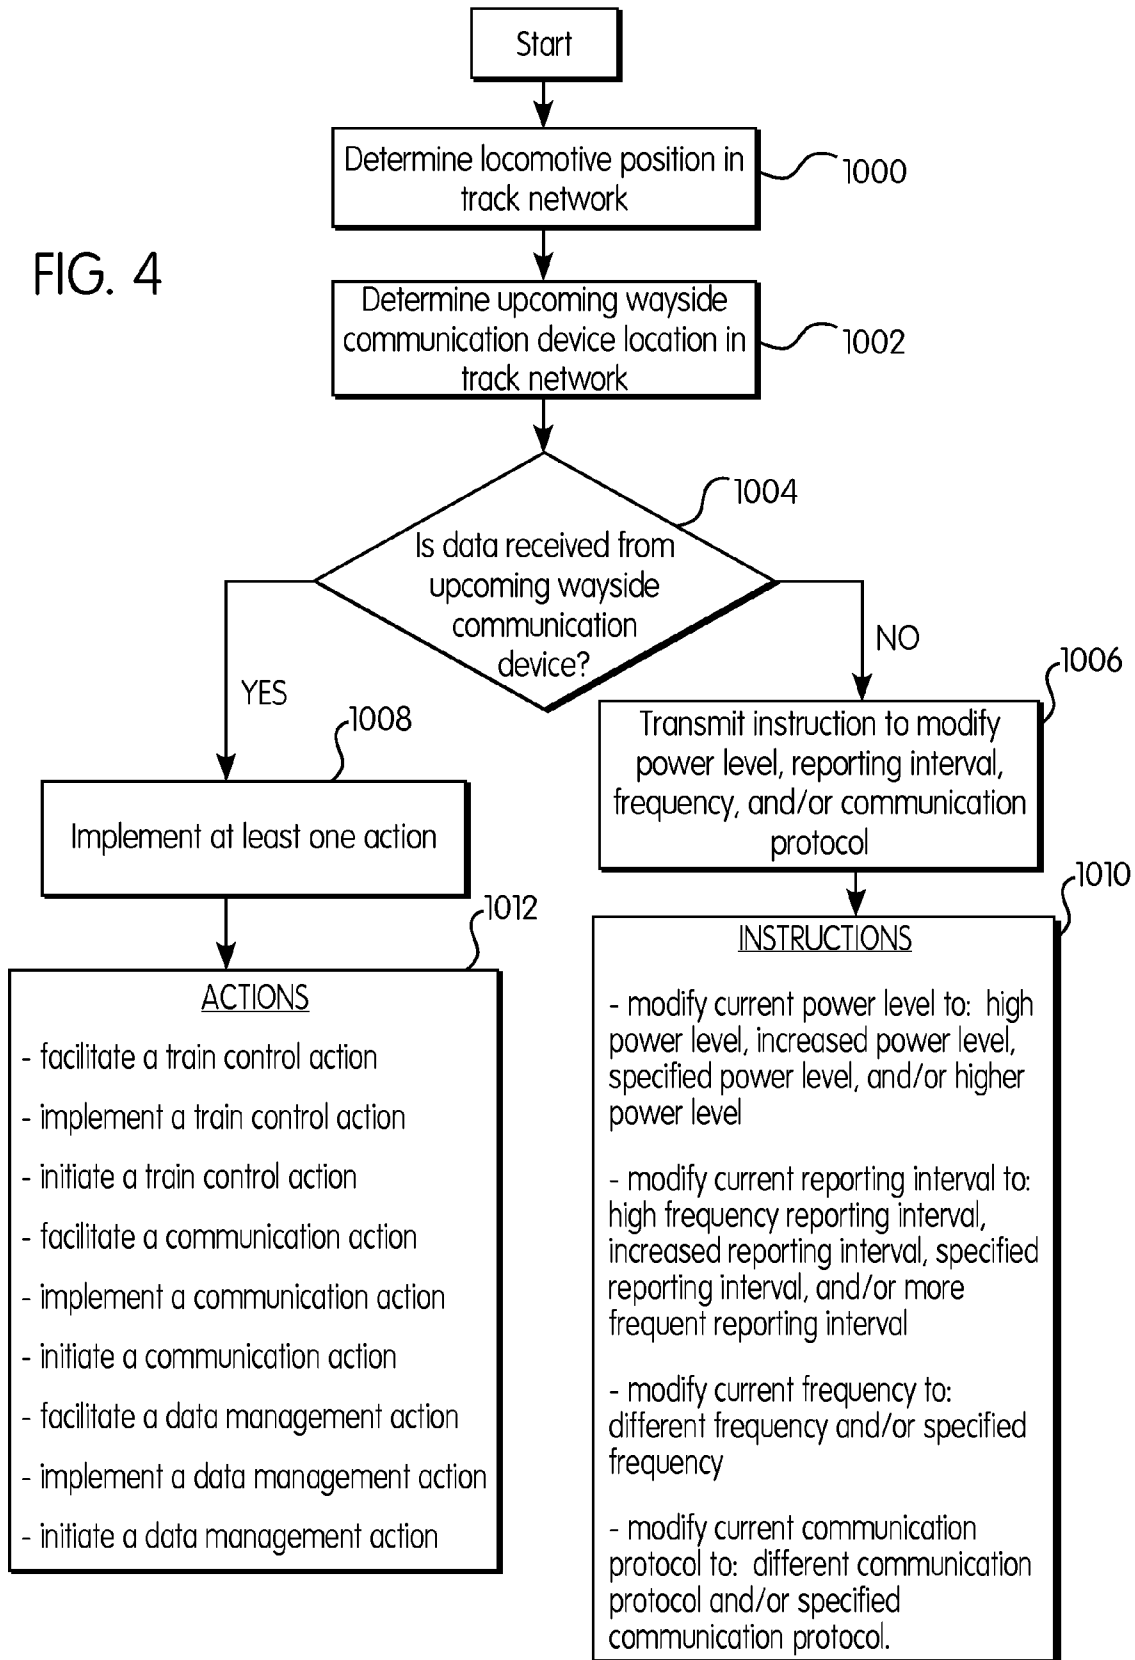 Start
Determine locomotive position in
track network
1000
FIG. 4
Determine upcoming wayside
communication device location in
track network
1002
1004
Is data received from
upcoming wayside
communication
device?
YES
NO
1008
Implement at least one action
1006
Transmit instruction to modify
power level, reporting interval,
frequency, and/or communication
protocol
1012
ACTIONS
- facilitate a train control action
- implement a train control action
- initiate a train control action
- facilitate a communication action
- implement a communication action
- initiate a communication action
- facilitate a data management action
- implement a data management action
- initiate a data management action
1010
INSTRUCTIONS
- modify current power level to: high
power level, increased power level,
specified power level, and/or higher
power level
- modify current reporting interval to:
high frequency reporting interval,
increased reporting interval, specified
reporting interval, and/or more
frequent reporting interval
- modify current frequency to:
different frequency and/or specified
frequency
- modify current communication
protocol to: different communication
protocol and/or specified
communication protocol.